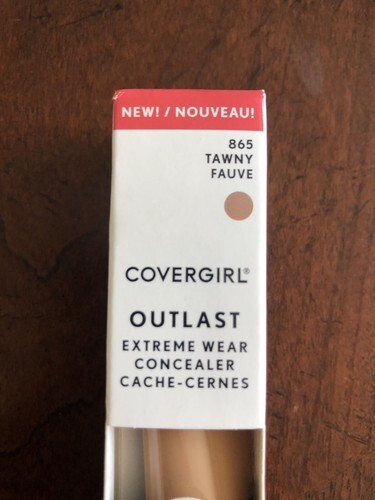 NEW! / NOUVEAU!
865
TAWNY
FAUVE
COVERGIRL®
OUTLAST
EXTREME WEAR
CONCEALER
CACHE-CERNES